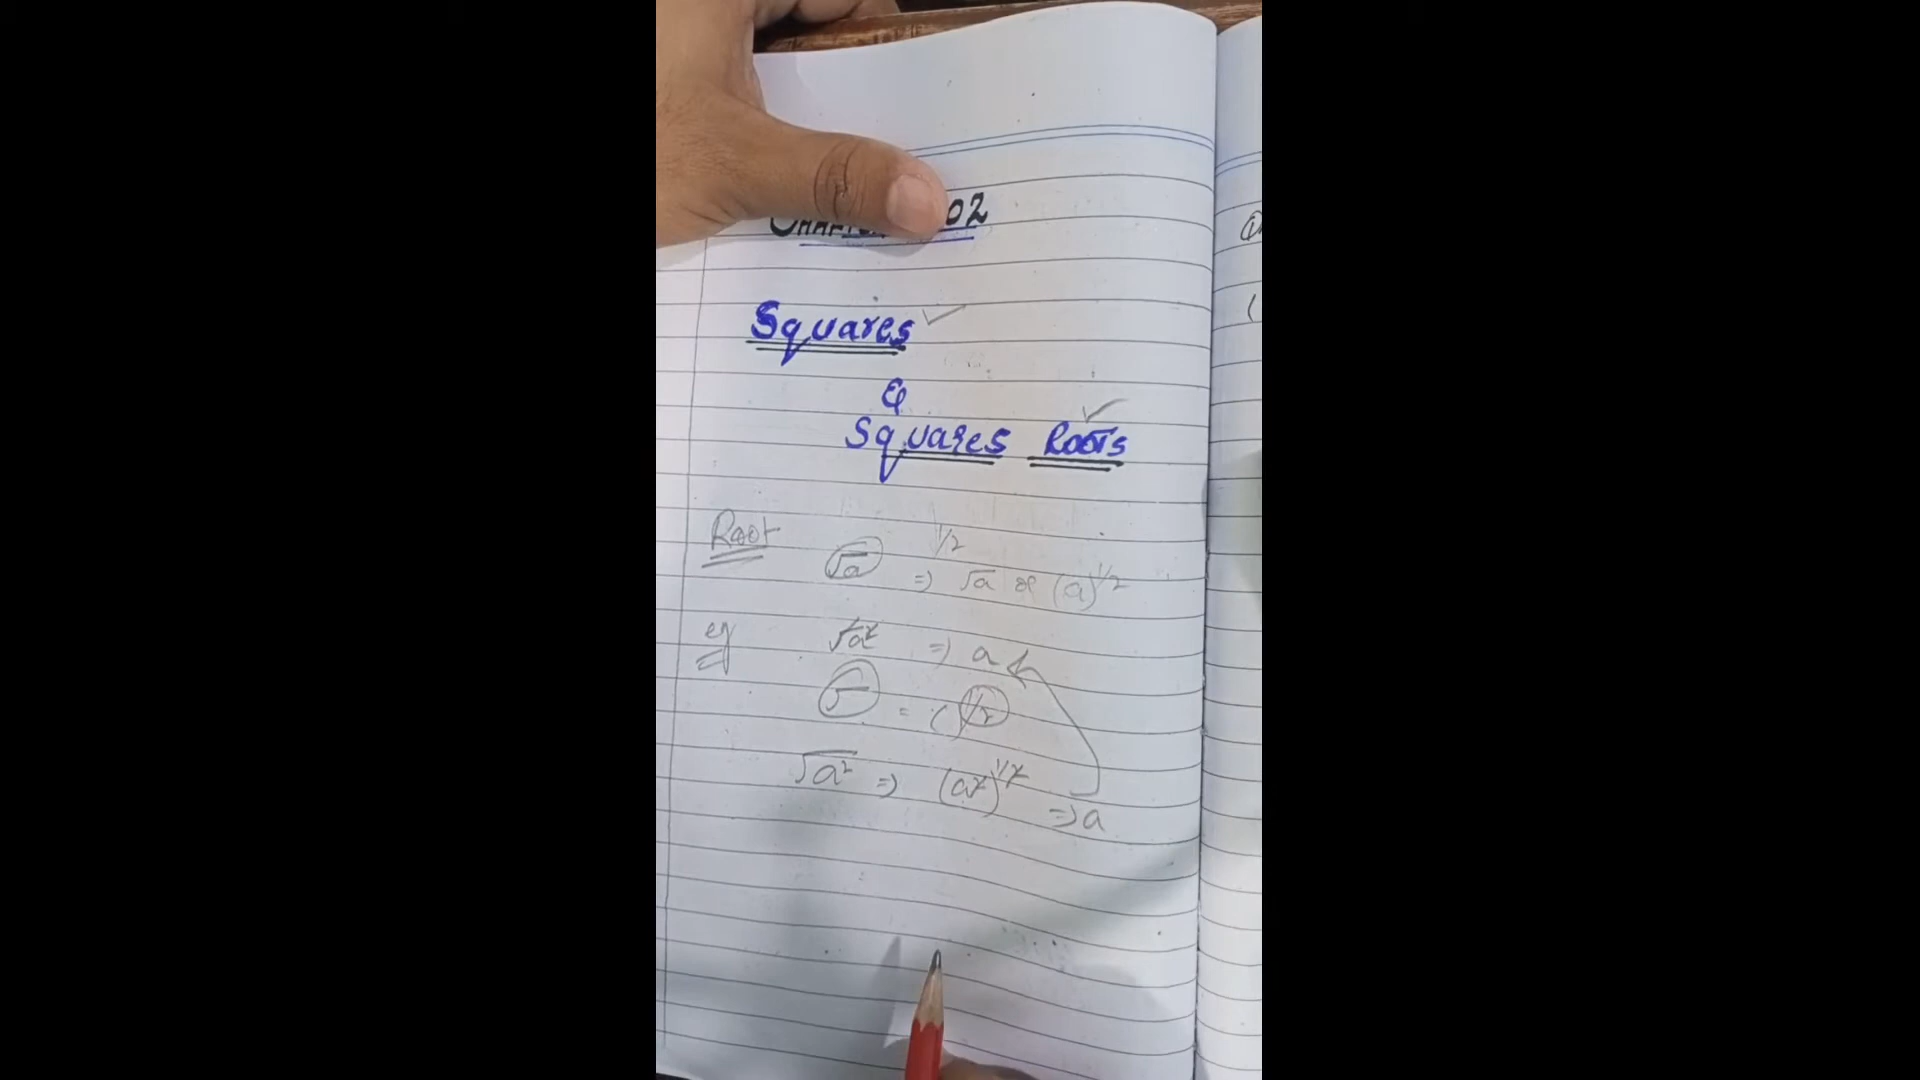 02
Squares ✓
&
Squares Roots ✓
Root
1/2
√a ⇒ √a or (a)^1/2
eg √a² ⇒ a
√ = ( )^1/2
√a² ⇒ (a²)^1/2 ⇒ a